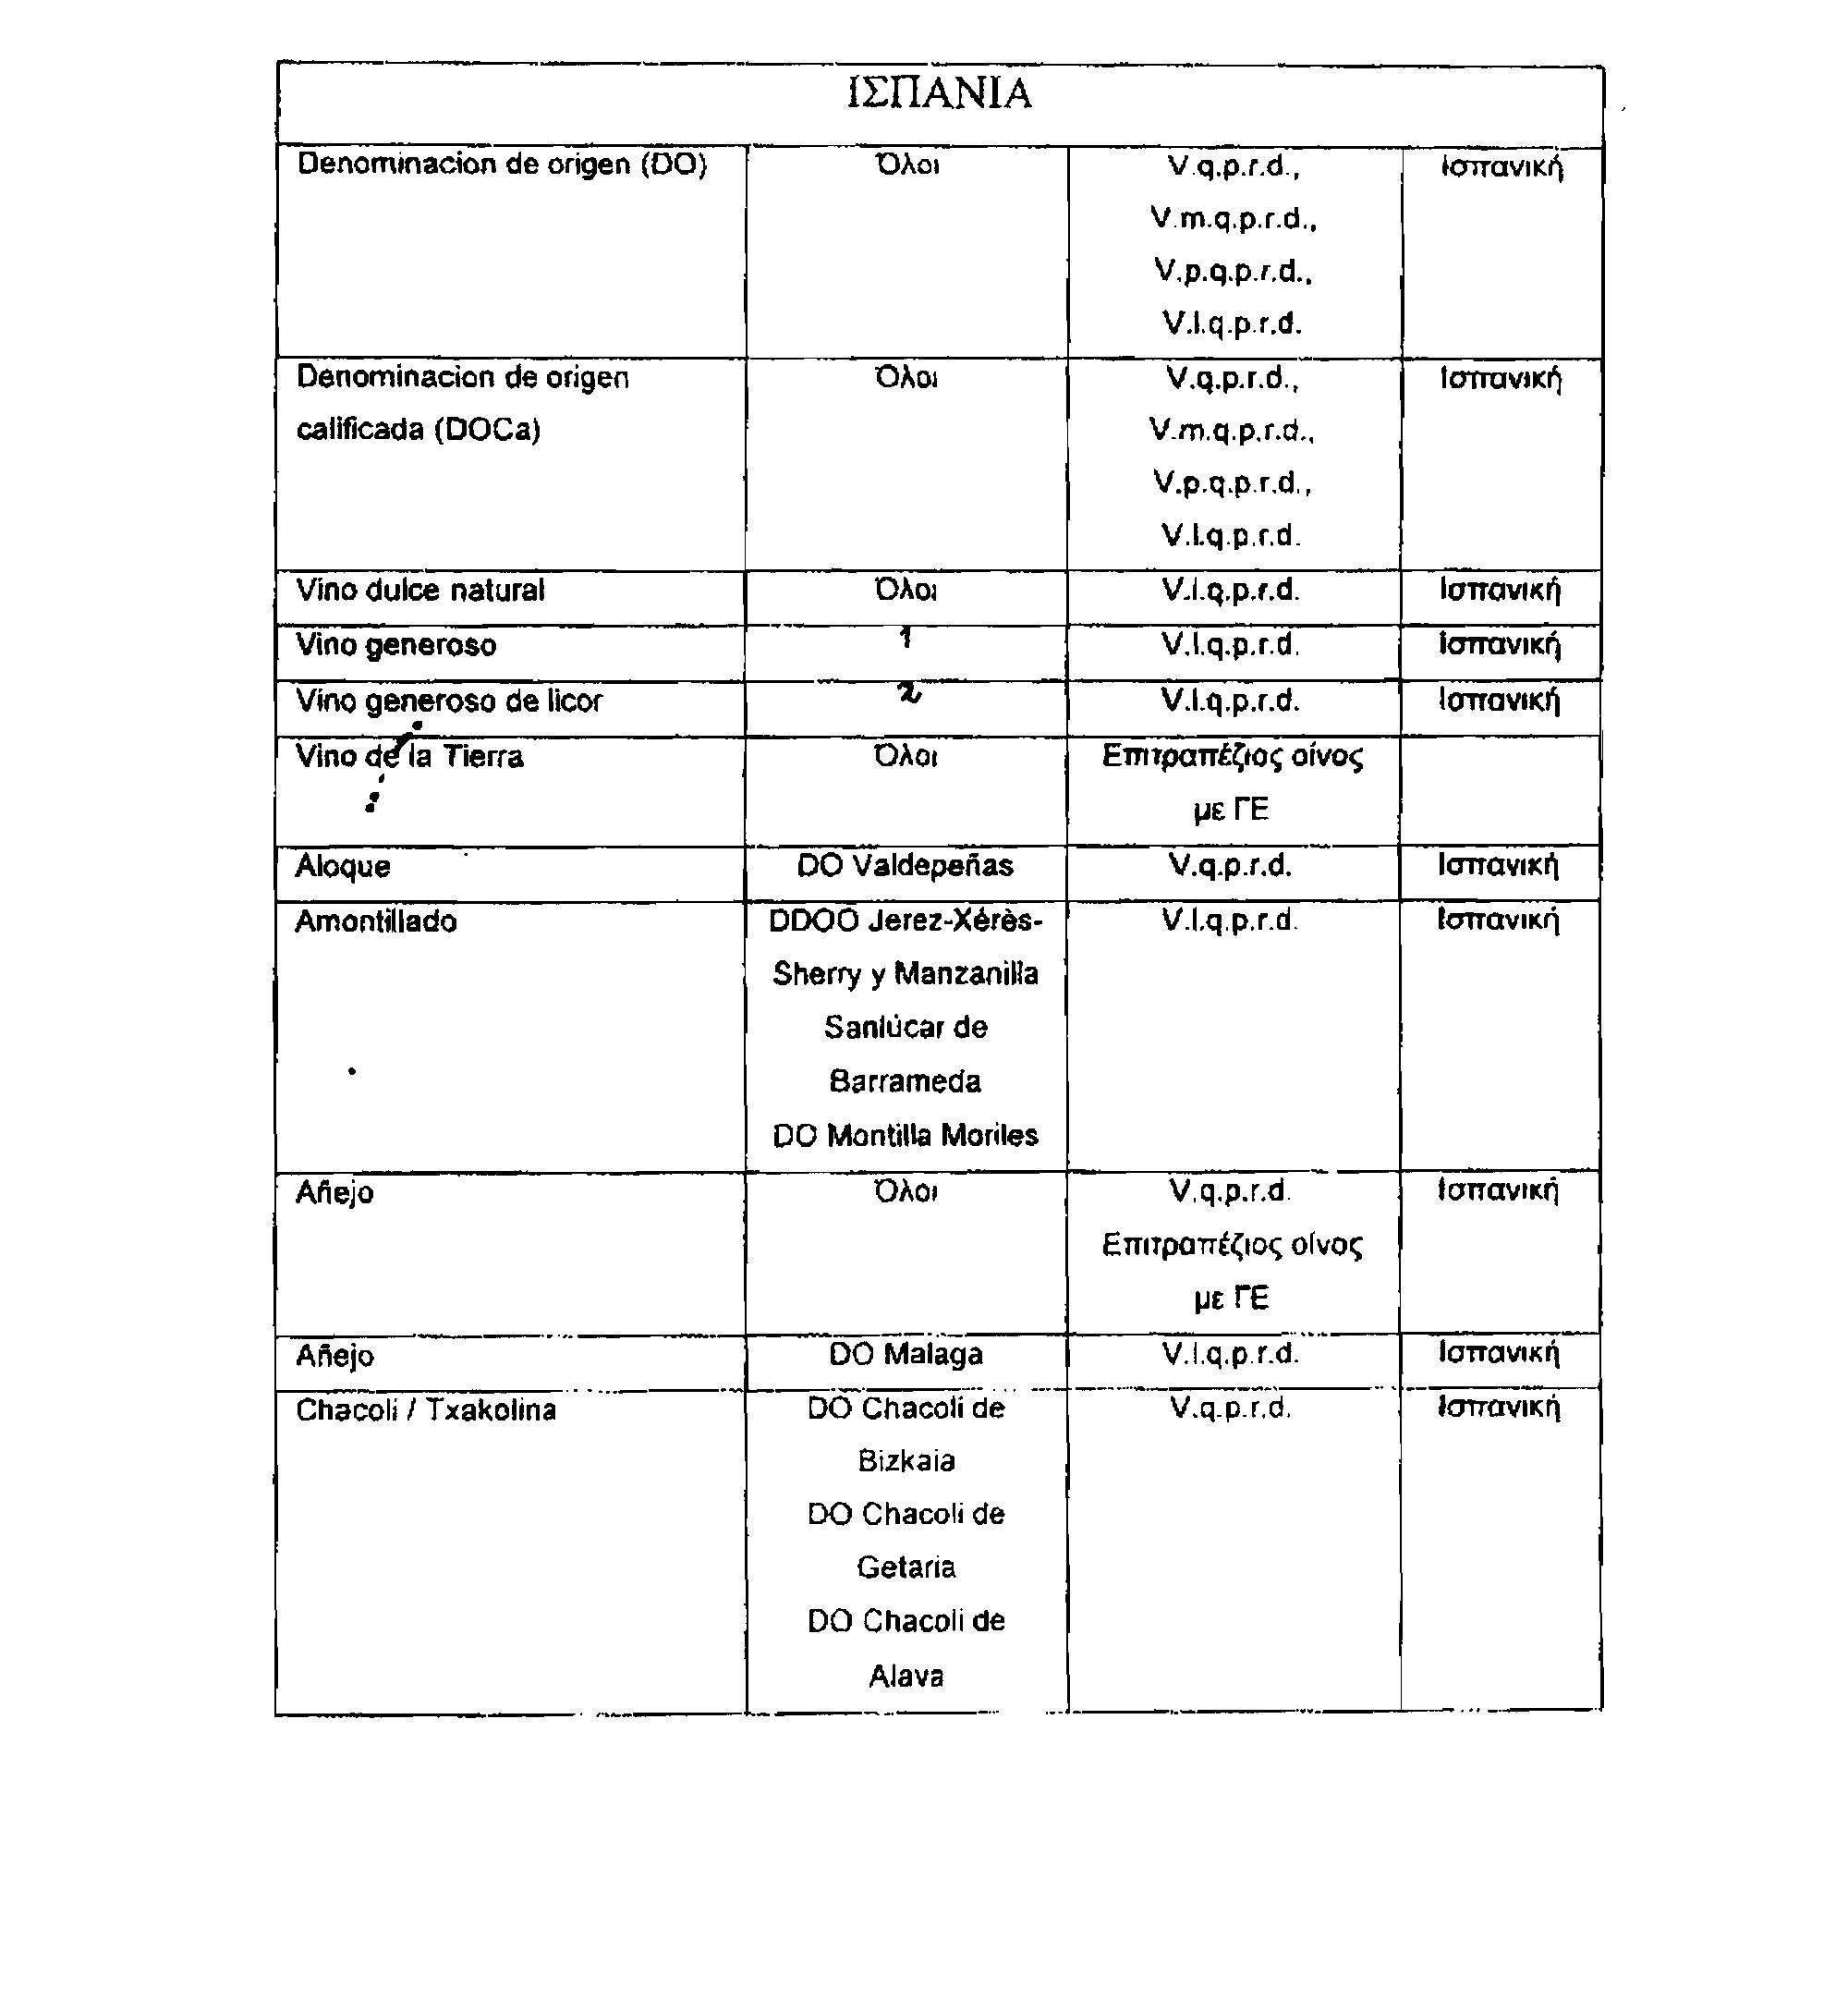 ΙΣΠΑΝΙΑ
Denominacion de origen (DO) Όλοι V.q.p.r.d., Ισπανική
V.m.q.p.r.d.,
V.p.q.p.r.d.,
V.l.q.p.r.d.
Denominacion de origen Όλοι V.q.p.r.d., Ισπανική
calificada (DOCa) V.m.q.p.r.d.,
V.p.q.p.r.d.,
V.l.q.p.r.d.
Vino dulce natural Όλοι V.l.q.p.r.d. Ισπανική
Vino generoso 1 V.l.q.p.r.d. Ισπανική
Vino generoso de licor 2 V.l.q.p.r.d. Ισπανική
Vino de la Tierra Όλοι Επιτραπέζιος οίνος
με ΓΕ
Aloque DO Valdepeñas V.q.p.r.d. Ισπανική
Amontillado DDOO Jerez-Xérès- V.l.q.p.r.d. Ισπανική
Sherry y Manzanilla
Sanlúcar de
Barrameda
DO Montilla Moriles
Añejo Όλοι V.q.p.r.d. Ισπανική
Επιτραπέζιος οίνος
με ΓΕ
Añejo DO Malaga V.l.q.p.r.d. Ισπανική
Chacoli / Txakolina DO Chacoli de V.q.p.r.d. Ισπανική
Bizkaia
DO Chacoli de
Getaria
DO Chacoli de
Alava